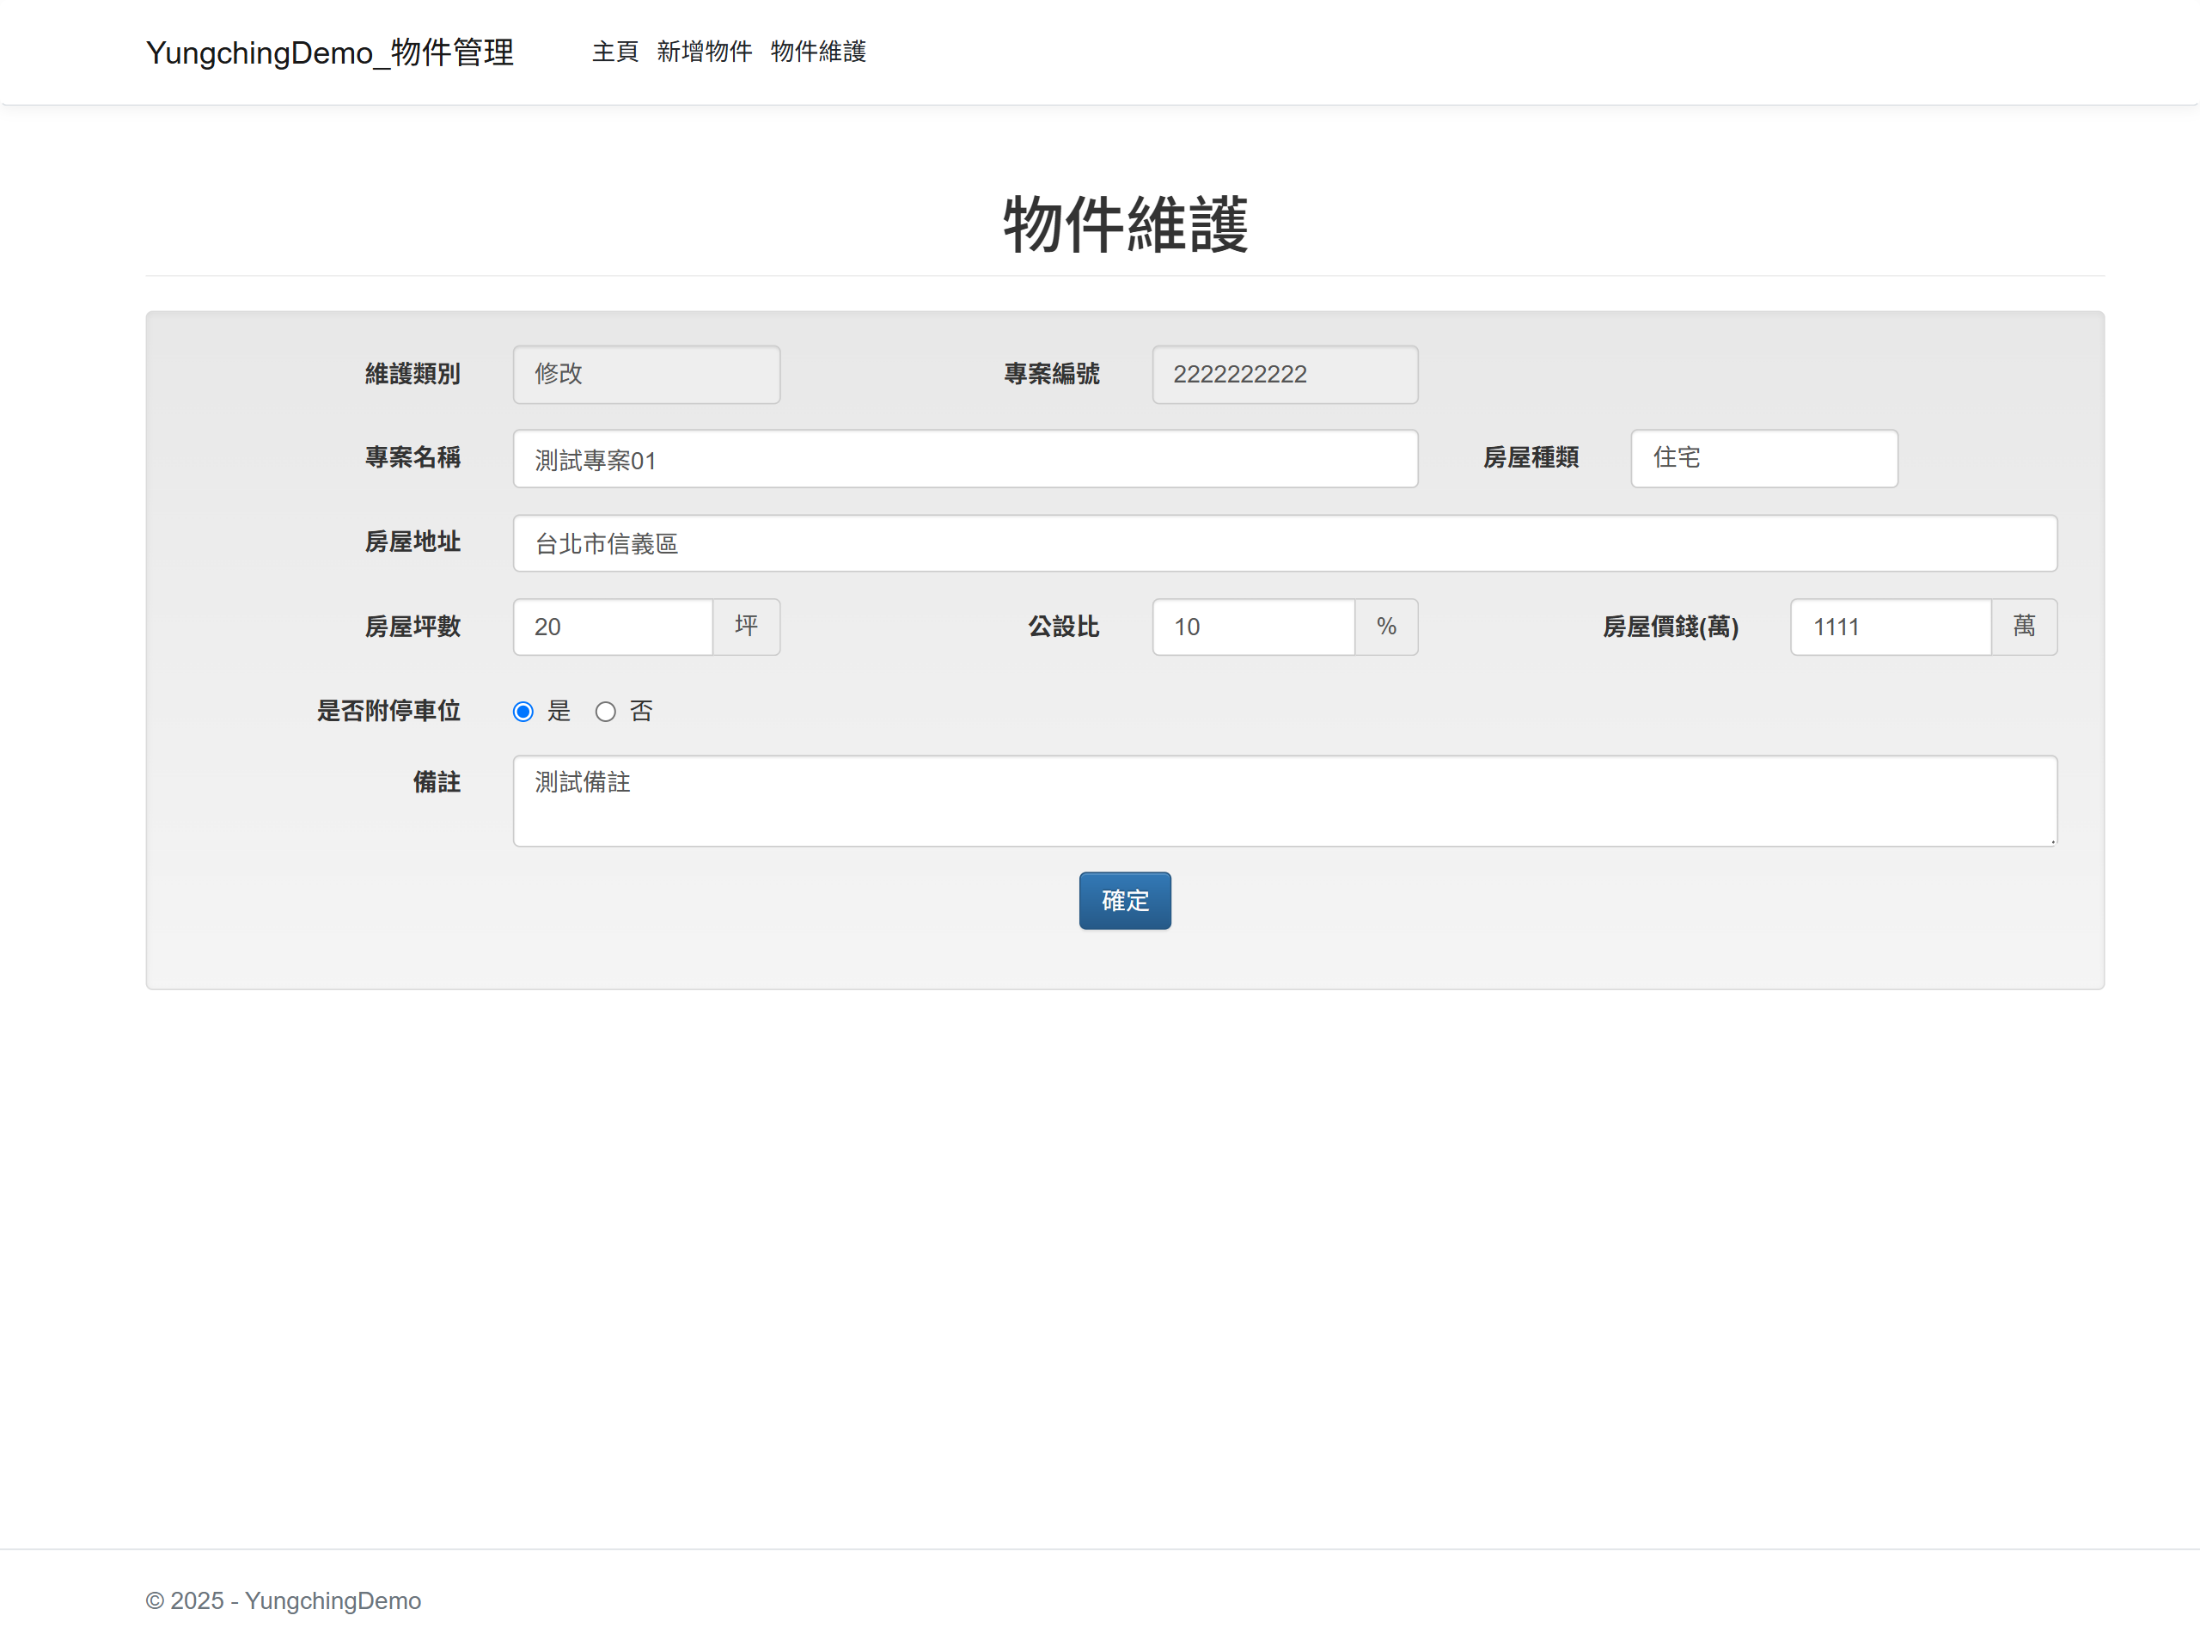 YungchingDemo_物件管理 主頁 新增物件 物件維護
物件維護
維護類別 修改 專案編號 2222222222
專案名稱 測試專案01 房屋種類 住宅
房屋地址 台北市信義區
房屋坪數 20 坪 公設比 10 % 房屋價錢(萬) 1111 萬
是否附停車位 是 否
備註 測試備註
確定
© 2025 - YungchingDemo